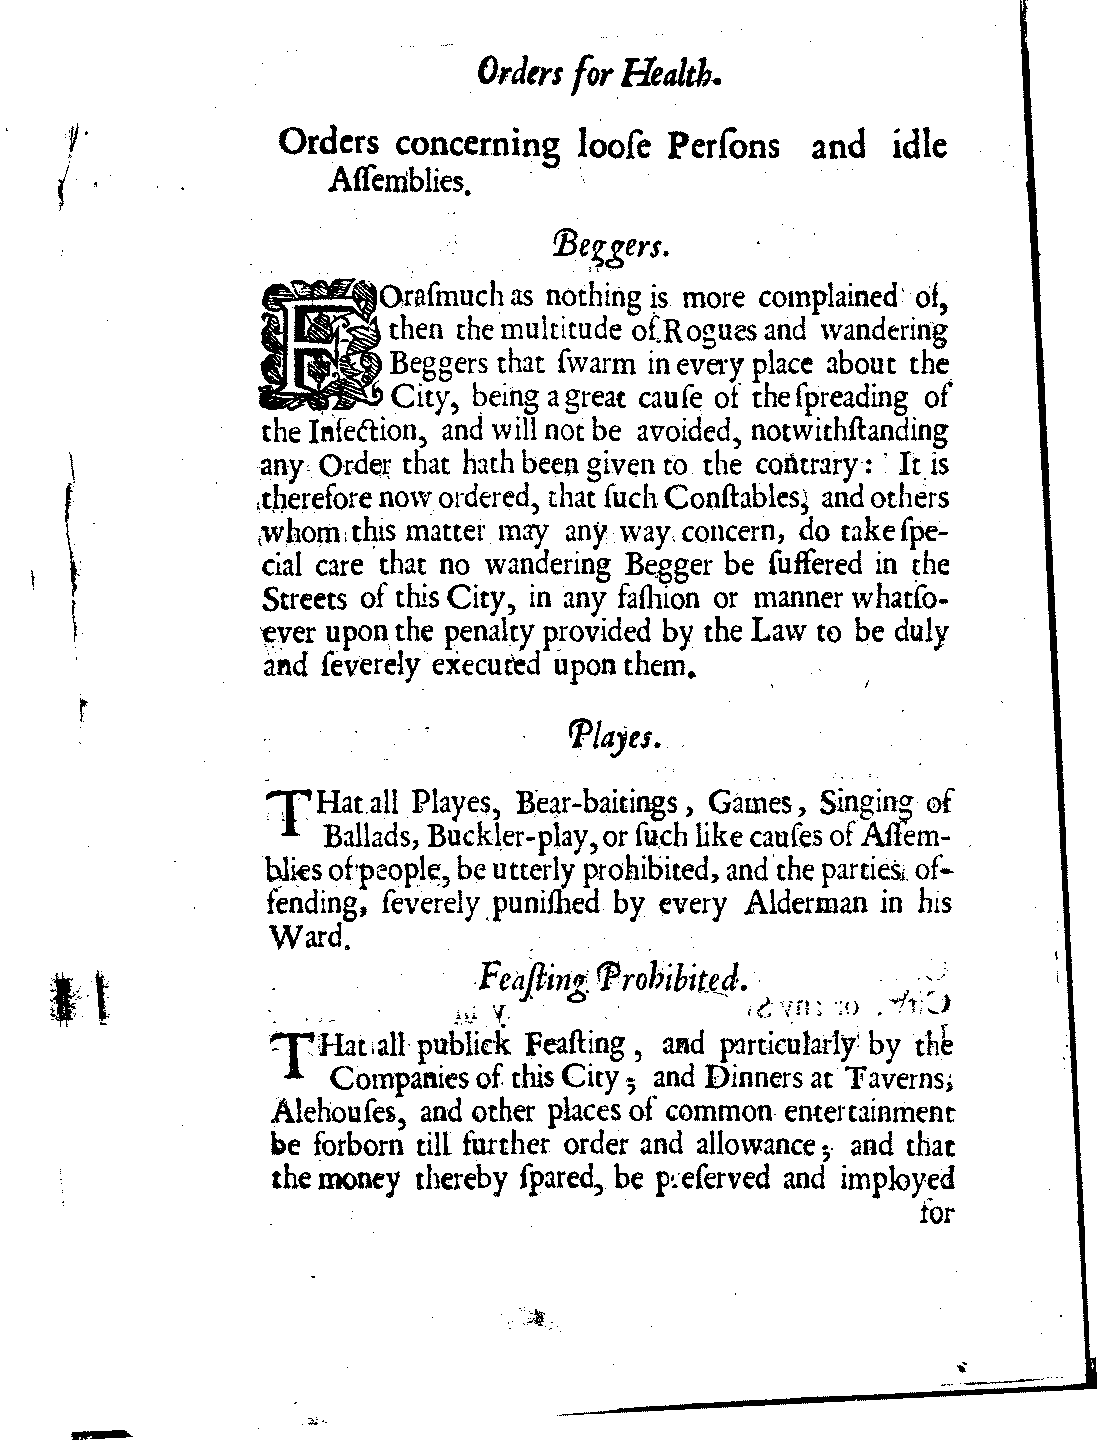 Orders for Health.
Orders concerning looſe Perſons and idle
Aſſemblies.
Beggers.
FOraſmuch as nothing is more complained of,
then the multitude of Rogues and wandering
Beggers that ſwarm in every place about the
City, being a great cauſe of the ſpreading of
the Infection, and will not be avoided, notwithſtanding
any Order that hath been given to the contrary: It is
therefore now ordered, that ſuch Conſtables, and others
whom this matter may any way concern, do take ſpe-
cial care that no wandering Begger be ſuffered in the
Streets of this City, in any faſhion or manner whatſo-
ever upon the penalty provided by the Law to be duly
and ſeverely executed upon them.
Playes.
THat all Playes, Bear-baitings, Games, Singing of
Ballads, Buckler-play, or ſuch like cauſes of Aſſem-
blies of people, be utterly prohibited, and the parties of-
fending, ſeverely puniſhed by every Alderman in his
Ward.
Feaſting Prohibited.
THat all publick Feaſting, and particularly by the
Companies of this City; and Dinners at Taverns,
Alehouſes, and other places of common entertainment
be forborn till further order and allowance; and that
the money thereby ſpared, be preſerved and imployed
for